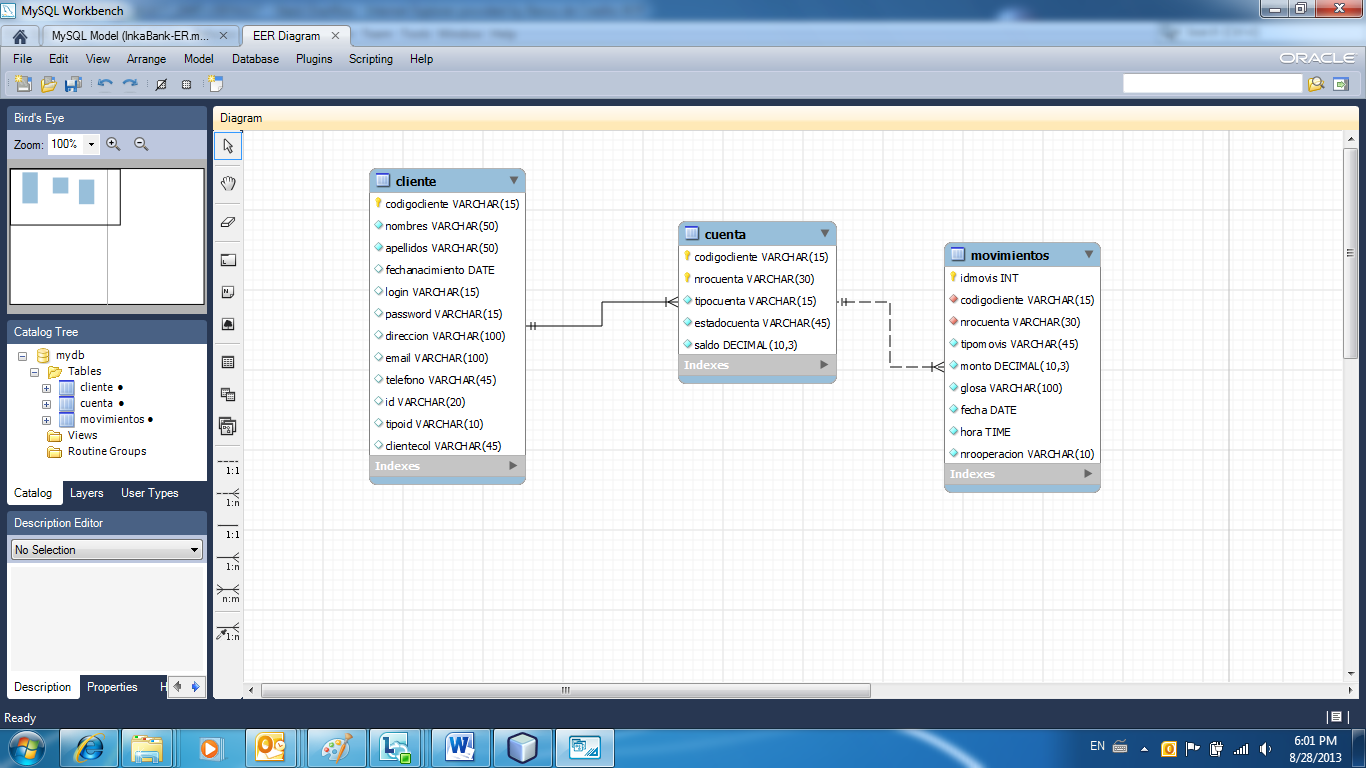 MySQL Workbench
MySQL Model (InkaBank-ER.m... EER Diagram
File Edit View Arrange Model Database Plugins Scripting Help
ORACLE
Bird's Eye
Zoom: 100%
Catalog Tree
mydb
Tables
cliente
cuenta
movimientos
Views
Routine Groups
Catalog Layers User Types
Description Editor
No Selection
Description Properties H
Ready
Diagram
1:1
1:n
1:1
1:n
n:m
1:n
cliente
codigocliente VARCHAR(15)
nombres VARCHAR(50)
apellidos VARCHAR(50)
fechanacimiento DATE
login VARCHAR(15)
password VARCHAR(15)
direccion VARCHAR(100)
email VARCHAR(100)
telefono VARCHAR(45)
id VARCHAR(20)
tipoid VARCHAR(10)
clientecol VARCHAR(45)
Indexes
cuenta
codigocliente VARCHAR(15)
nrocuenta VARCHAR(30)
tipocuenta VARCHAR(15)
estadocuenta VARCHAR(45)
saldo DECIMAL(10,3)
Indexes
movimientos
idmovis INT
codigocliente VARCHAR(15)
nrocuenta VARCHAR(30)
tipomovis VARCHAR(45)
monto DECIMAL(10,3)
glosa VARCHAR(100)
fecha DATE
hora TIME
nrooperacion VARCHAR(10)
Indexes
EN
6:01 PM
8/28/2013